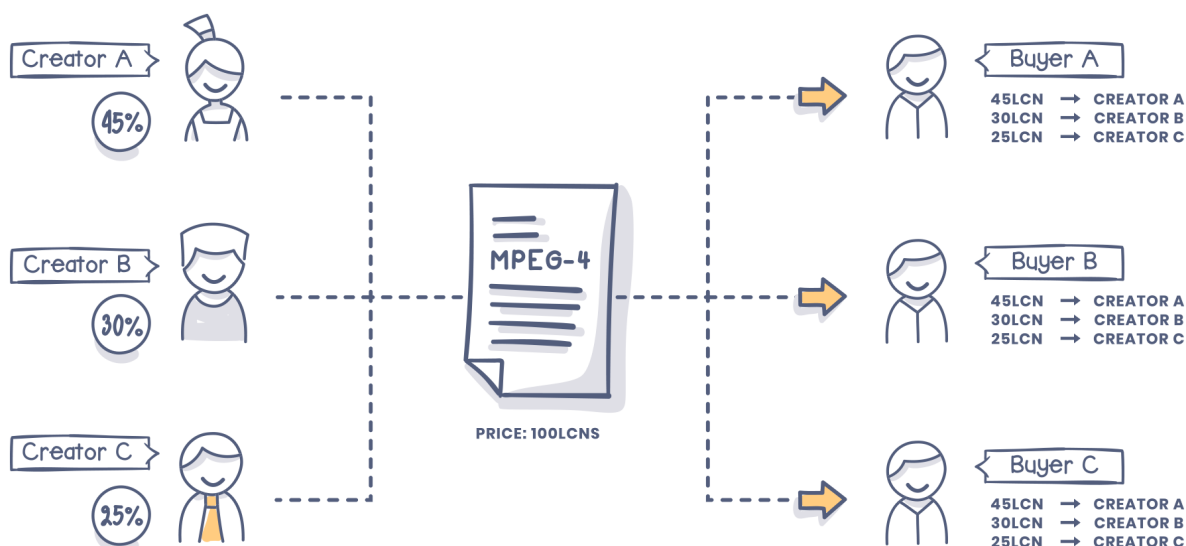 Creator A
45%
Creator B
30%
Creator C
25%
MPEG-4
PRICE: 100LCNS
Buyer A
45LCN → CREATOR A
30LCN → CREATOR B
25LCN → CREATOR C
Buyer B
45LCN → CREATOR A
30LCN → CREATOR B
25LCN → CREATOR C
Buyer C
45LCN → CREATOR A
30LCN → CREATOR B
25LCN → CREATOR C